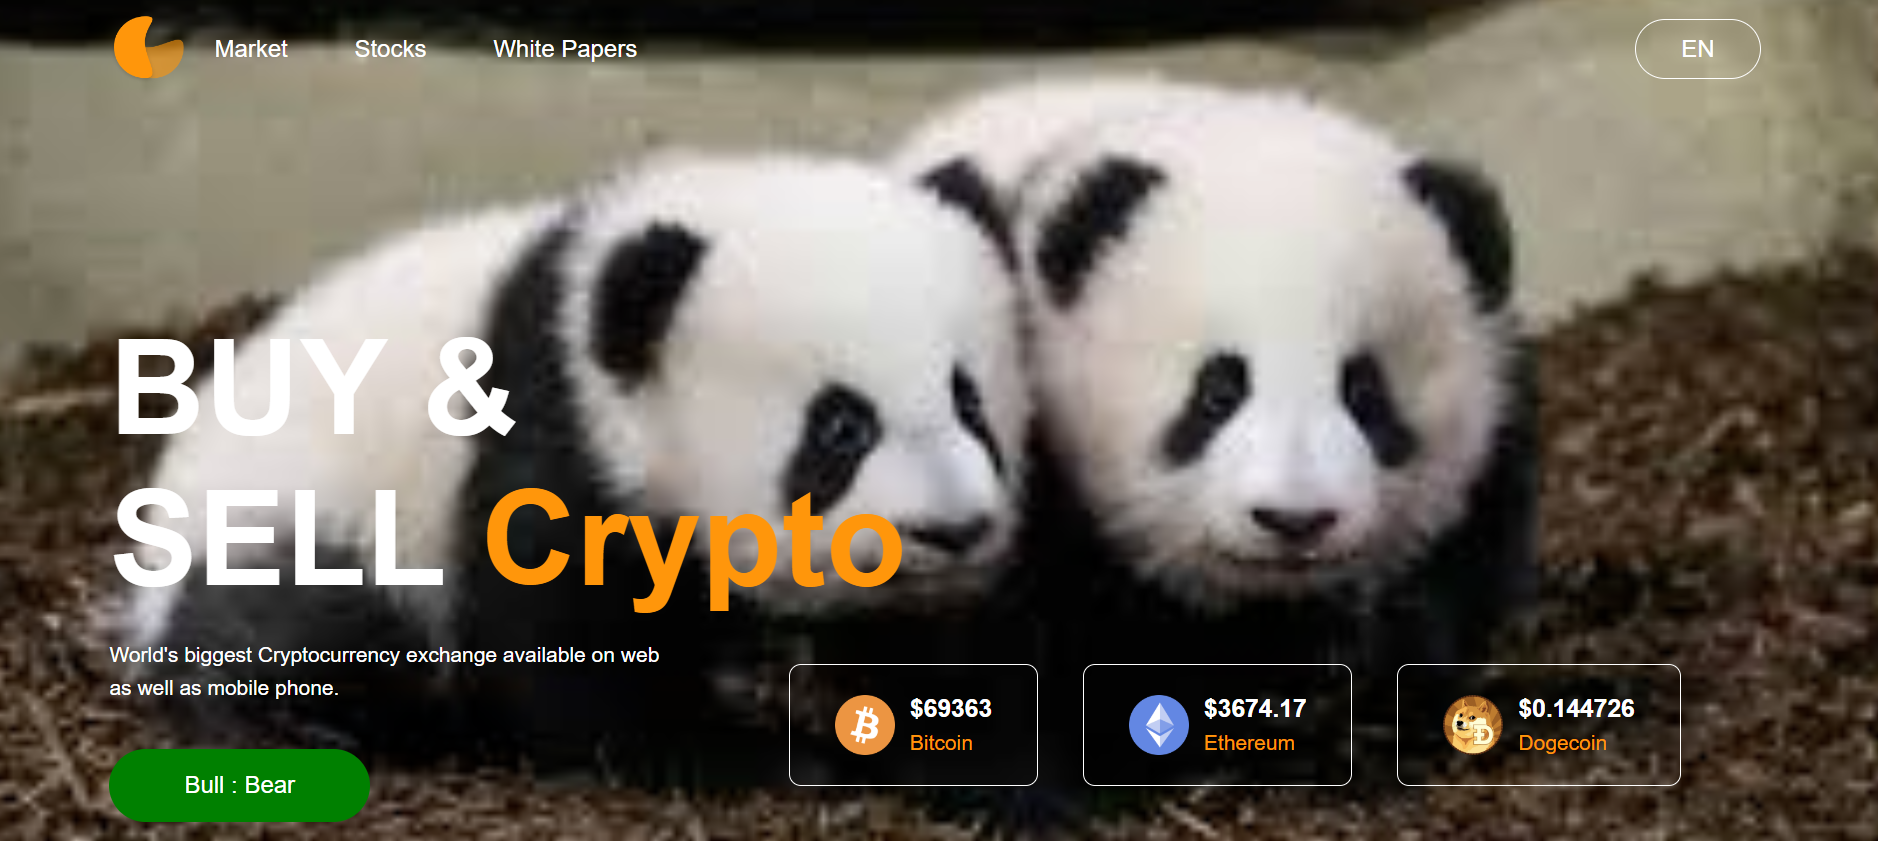 Market
Stocks
White Papers
EN
BUY &
SELL Crypto
World's biggest Cryptocurrency exchange available on web
as well as mobile phone.
Bull : Bear
$69363
Bitcoin
$3674.17
Ethereum
$0.144726
Dogecoin